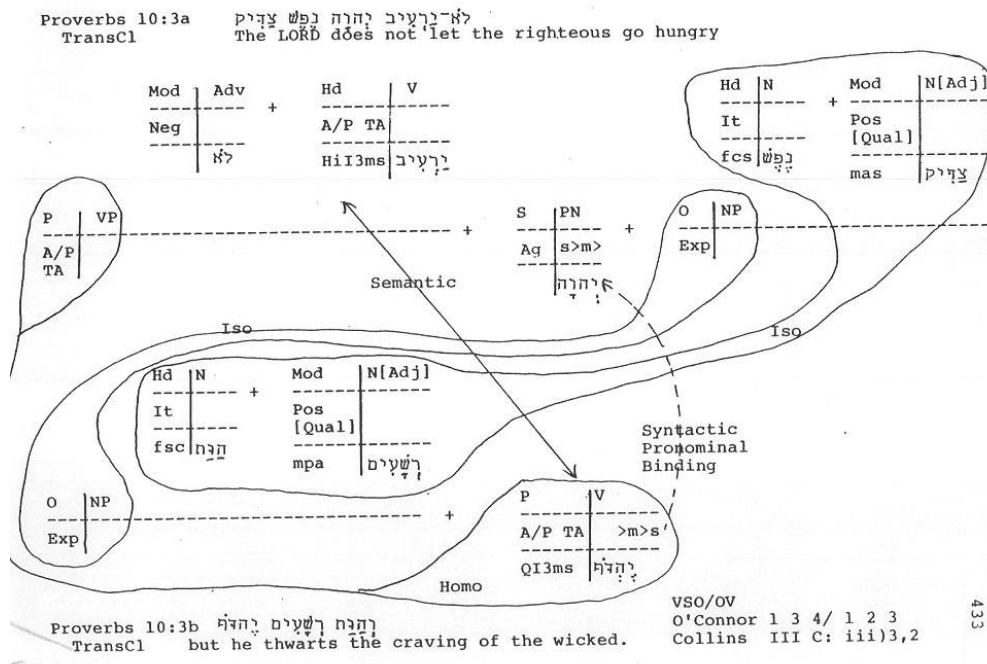 Proverbs 10:3a לֹא־יַרְעִיב יְהוָה נֶפֶשׁ צַדִּיק
TransCl The LORD does not let the righteous go hungry
Mod Adv + Hd V
Neg A/P TA
לֹא HiI3ms יַרְעִיב
Hd N + Mod N[Adj]
It Pos
[Qual]
fcs נֶפֶשׁ mas צַדִּיק
P VP + S PN + O NP
A/P Ag s>m> Exp
TA
יְהוָה
Semantic
Iso Iso
Hd N + Mod N[Adj]
It Pos
[Qual]
fsc mpa רְשָׁעִים
Syntactic
Pronominal
Binding
O NP + P V
Exp A/P TA >m>s
QI3ms יֶהְדֹּף
Homo
VSO/OV
O'Connor 1 3 4/ 1 2 3
Collins III C: iii)3,2
433
Proverbs 10:3b רְשָׁעִים יֶהְדֹּף
TransCl but he thwarts the craving of the wicked.